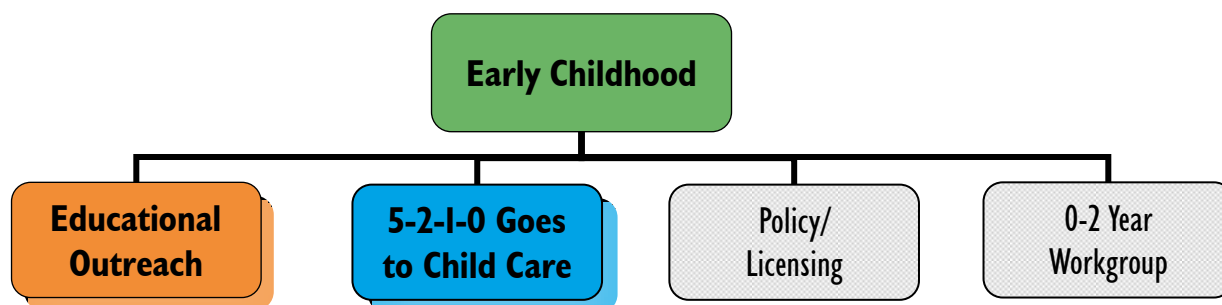 Early Childhood
Educational
Outreach
5-2-1-0 Goes
to Child Care
Policy/
Licensing
0-2 Year
Workgroup